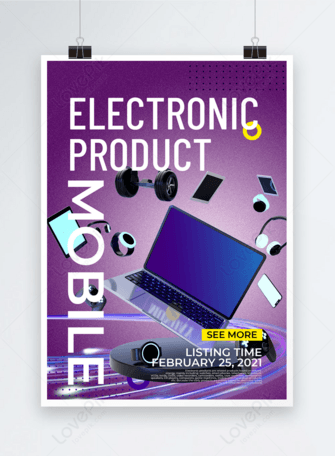 ELECTRONIC
PRODUCT
MOBILE
SEE MORE
LISTING TIME
FEBRUARY 25, 2021